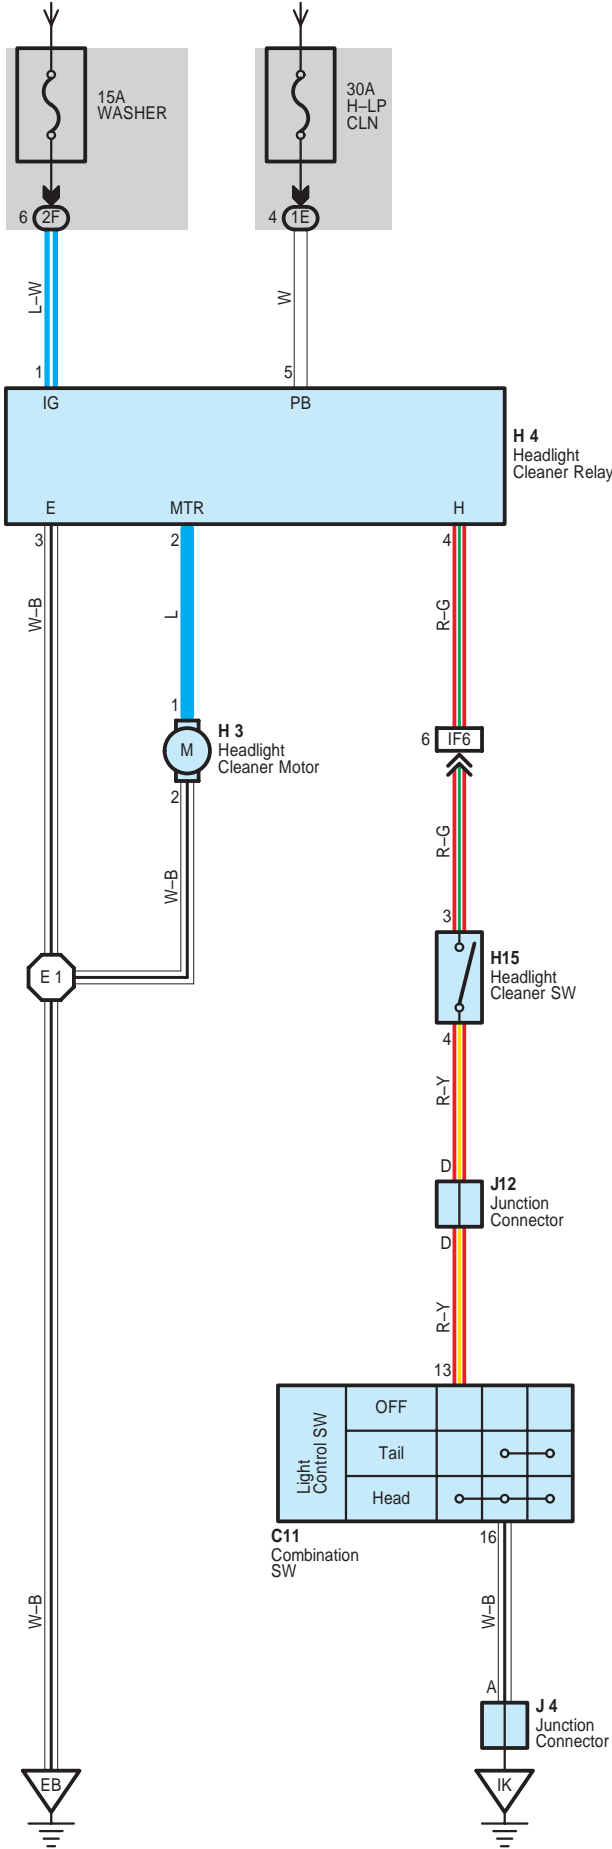 15A
WASHER
30A
H–LP
CLN
6 2F
4 1E
L–W
W
1
5
IG
PB
H 4
Headlight
Cleaner Relay
E
MTR
H
3
2
4
W–B
L
R–G
1
H 3
Headlight
Cleaner Motor
M
6 IF6
2
R–G
W–B
3
H15
Headlight
Cleaner SW
E 1
4
R–Y
D
J12
Junction
Connector
D
R–Y
13
Light
Control SW
OFF
Tail
Head
C11
Combination
SW
16
W–B
W–B
A
J 4
Junction
Connector
EB
IK